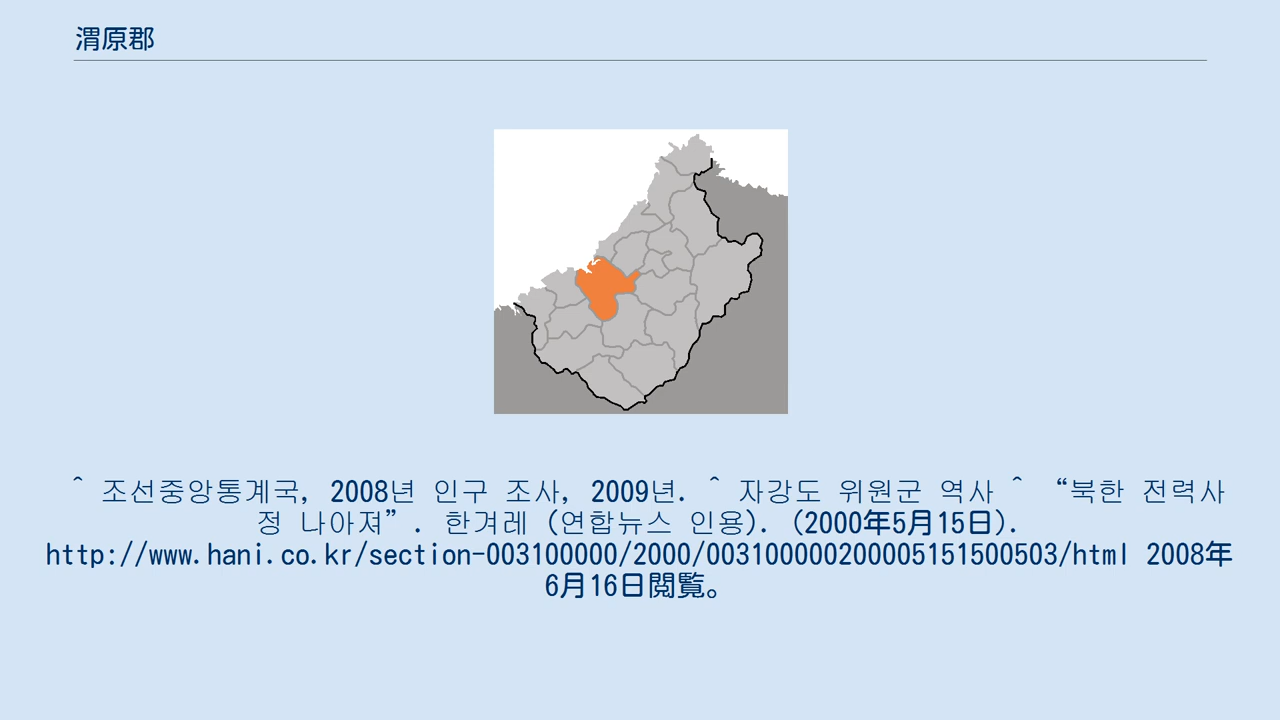 渭原郡
^ 조선중앙통계국, 2008년 인구 조사, 2009년. ^ 자강도 위원군 역사 ^ “북한 전력사
정 나아져”. 한겨레 (연합뉴스 인용). (2000年5月15日).
http://www.hani.co.kr/section-003100000/2000/003100000200005151500503/html 2008年
6月16日閲覧。